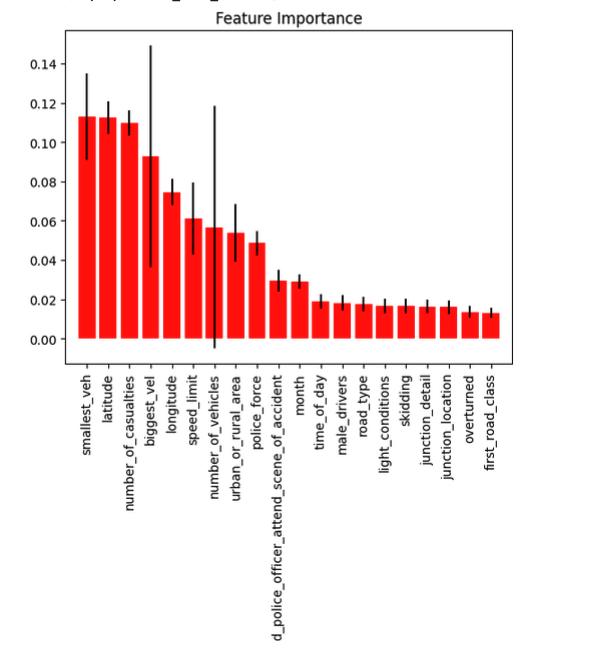 Feature Importance
0.14
0.12
0.10
0.08
0.06
0.04
0.02
0.00
smallest_veh
latitude
number_of_casualties
biggest_vel
longitude
speed_limit
number_of_vehicles
urban_or_rural_area
police_force
d_police_officer_attend_scene_of_accident
month
time_of_day
male_drivers
road_type
light_conditions
skidding
junction_detail
junction_location
overturned
first_road_class